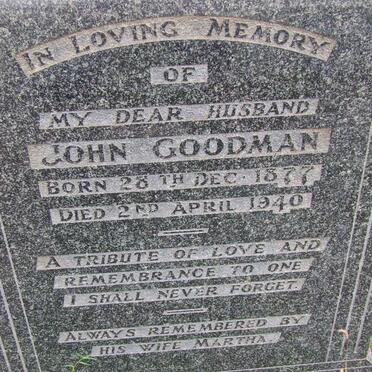 IN LOVING MEMORY
OF
MY DEAR HUSBAND
JOHN GOODMAN
BORN 28TH DEC. 1877
DIED 2ND APRIL 1940
A TRIBUTE OF LOVE AND
REMEMBRANCE TO ONE
I SHALL NEVER FORGET.
ALWAYS REMEMBERED BY
HIS WIFE MARTHA